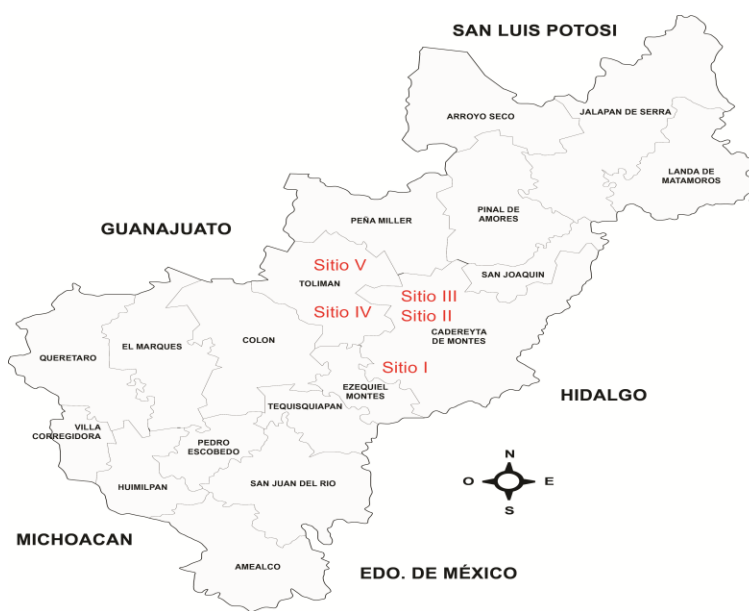 SAN LUIS POTOSI
ARROYO SECO
JALAPAN DE SERRA
LANDA DE
MATAMOROS
PINAL DE
AMORES
PEÑA MILLER
GUANAJUATO
Sitio V
TOLIMAN
SAN JOAQUIN
Sitio III
Sitio II
Sitio IV
CADEREYTA
DE MONTES
COLON
EL MARQUES
QUERETARO
Sitio I
EZEQUIEL
MONTES
HIDALGO
TEQUISQUIAPAN
VILLA
CORREGIDORA
PEDRO
ESCOBEDO
HUIMILPAN
SAN JUAN DEL RIO
N
O
E
S
MICHOACAN
AMEALCO
EDO. DE MÉXICO